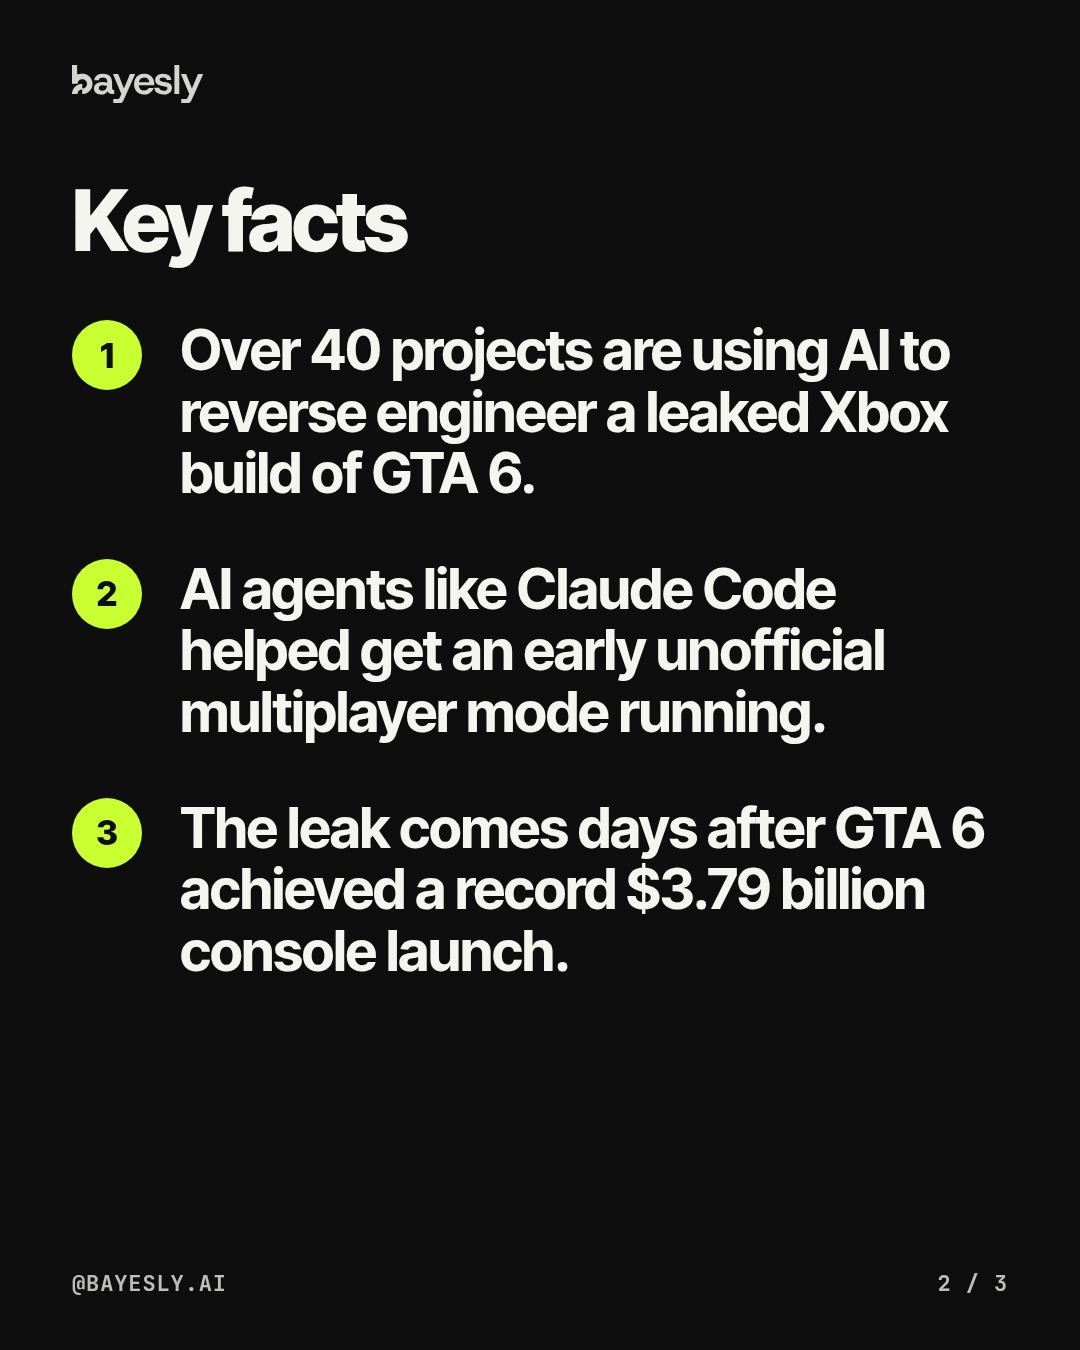 bayesly
Key facts
1
Over 40 projects are using AI to
reverse engineer a leaked Xbox
build of GTA 6.
2
AI agents like Claude Code
helped get an early unofficial
multiplayer mode running.
3
The leak comes days after GTA 6
achieved a record $3.79 billion
console launch.
@BAYESLY.AI
2 / 3